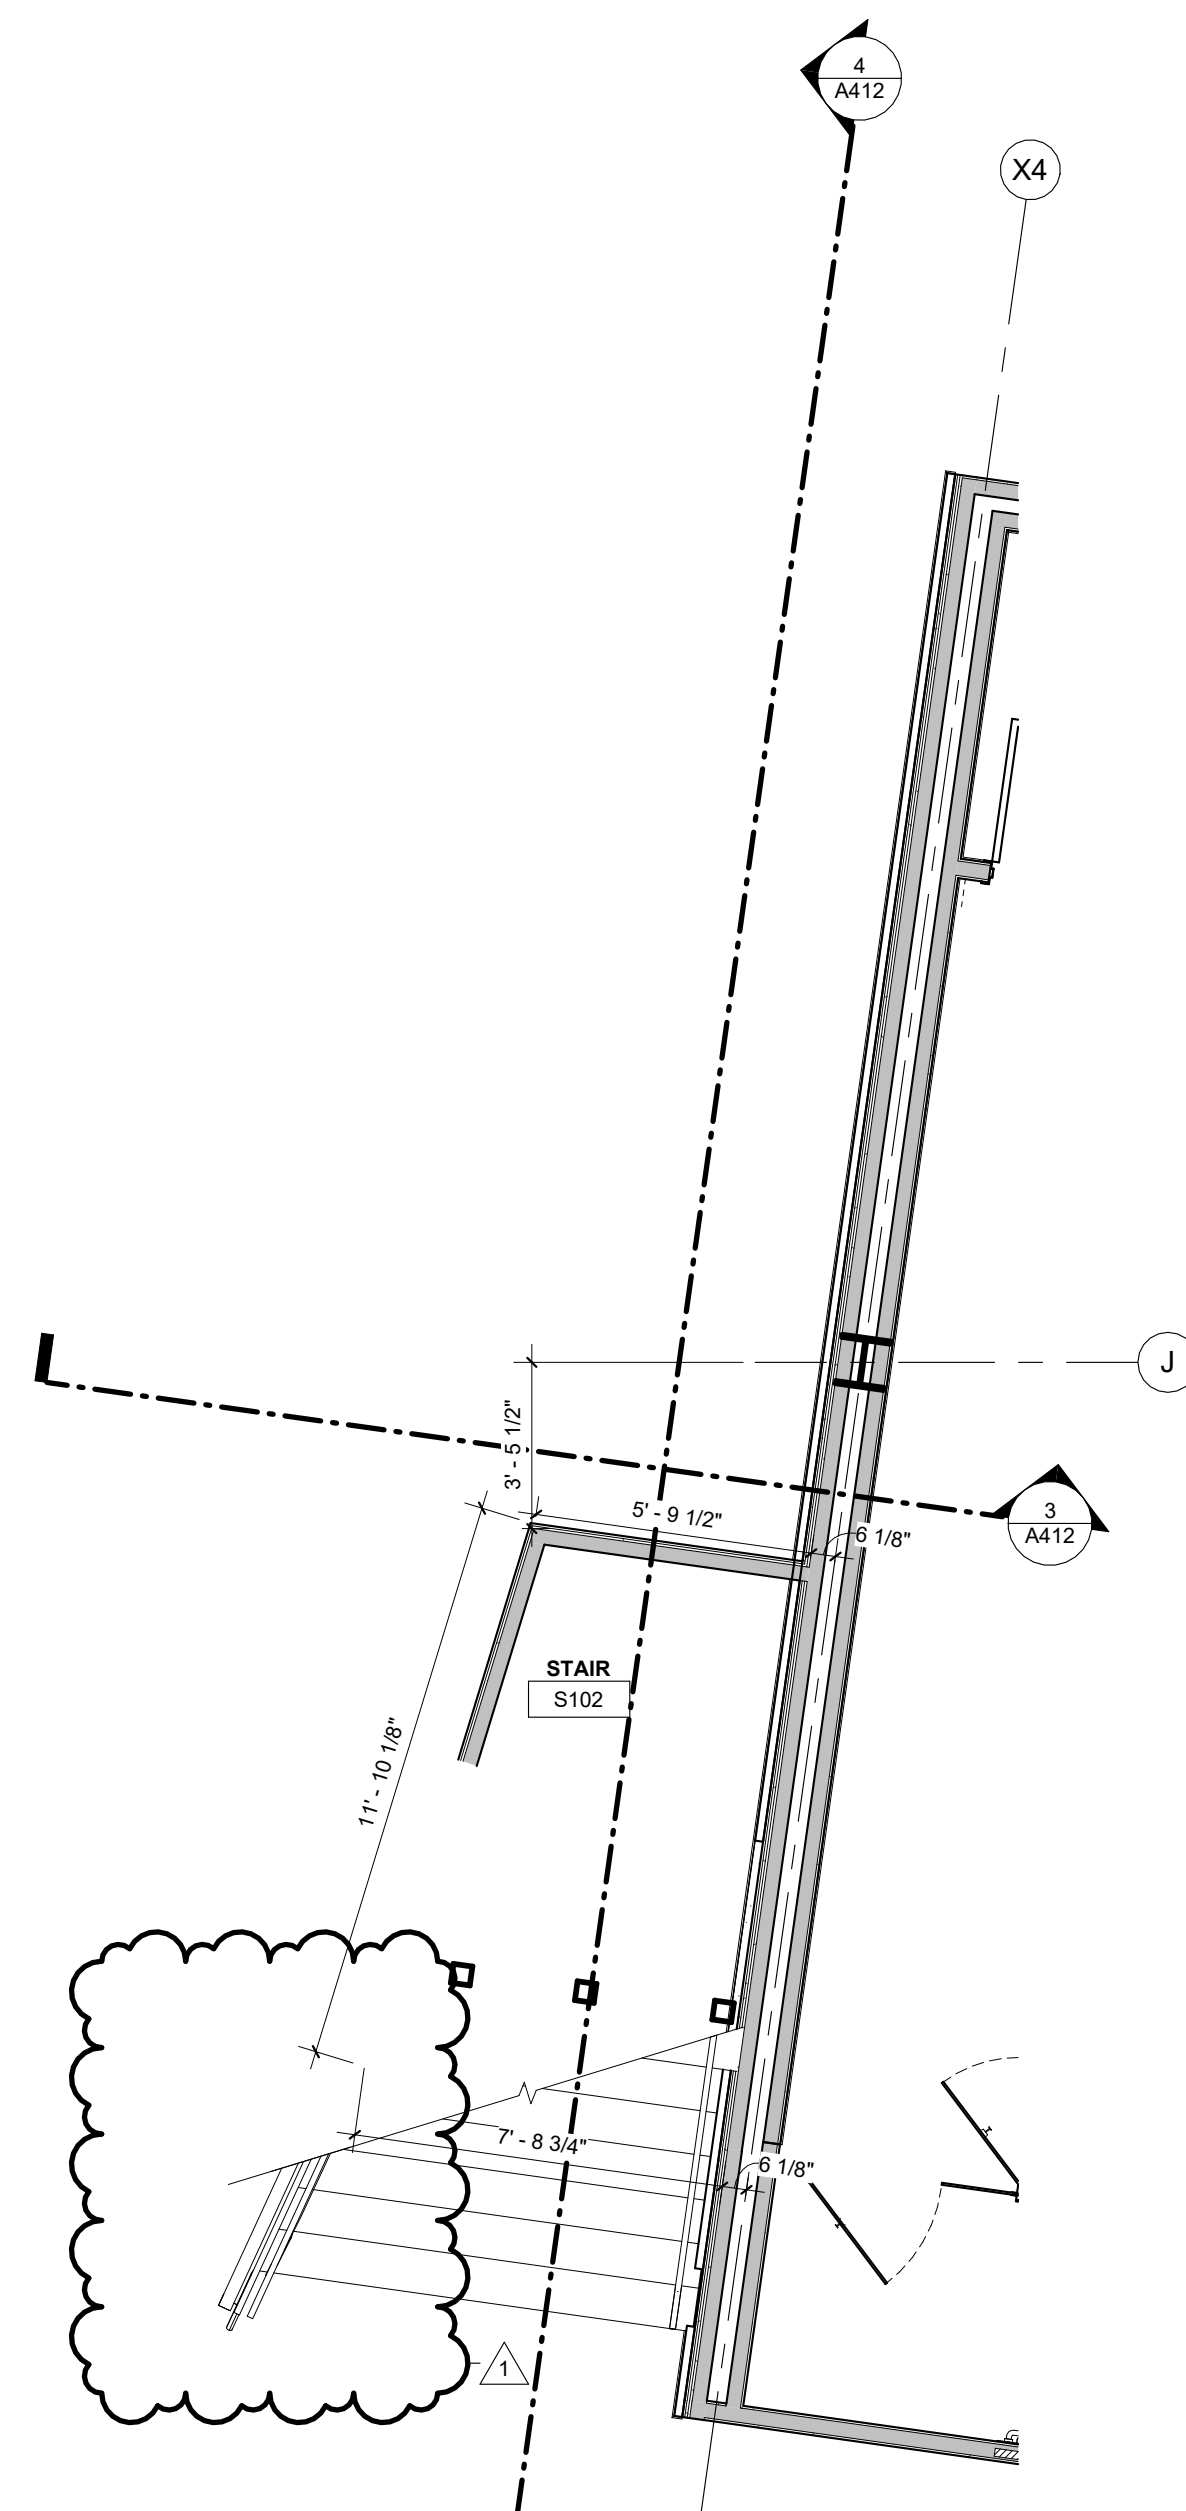 4
A412
X4
J
3' - 5 1/2"
5' - 9 1/2"
6 1/8"
3
A412
STAIR
S102
11' - 10 1/8"
7' - 8 3/4"
6 1/8"
1